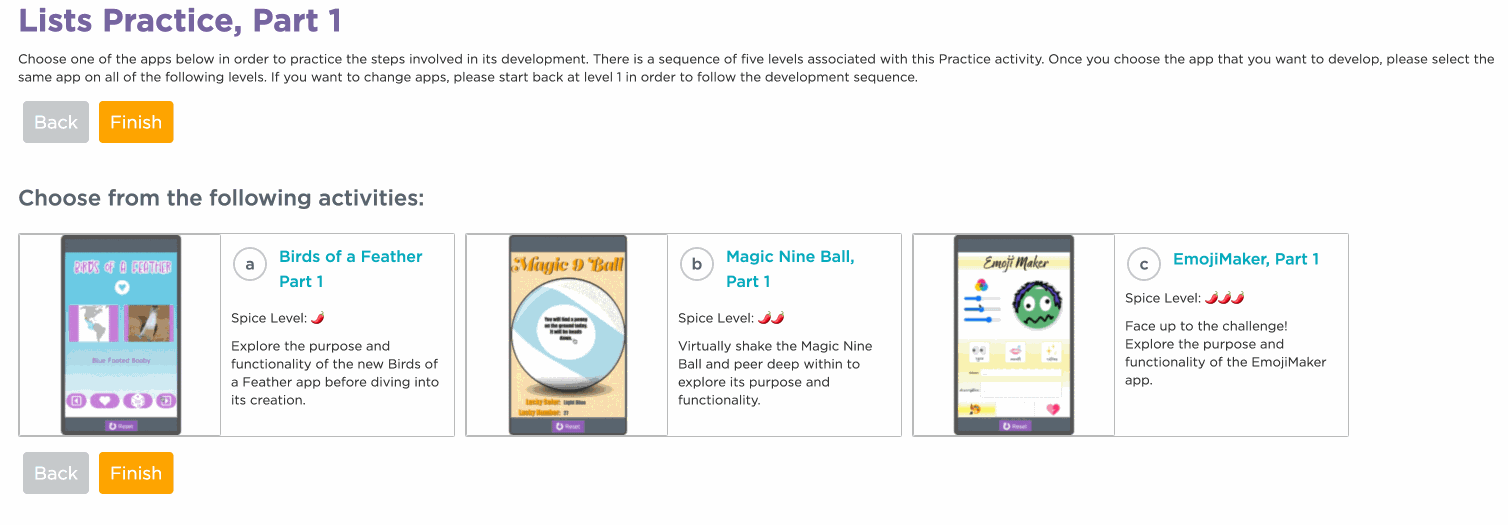 Lists Practice, Part 1
Choose one of the apps below in order to practice the steps involved in its development. There is a sequence of five levels associated with this Practice activity. Once you choose the app that you want to develop, please select the
same app on all of the following levels. If you want to change apps, please start back at level 1 in order to follow the development sequence.
Back Finish
Choose from the following activities:
BIRDS OF A FEATHER
Blue Footed Booby
Reset
a
Birds of a Feather
Part 1
Spice Level:
Explore the purpose and
functionality of the new Birds of
a Feather app before diving into
its creation.
Magic 9 Ball
You will find a penny
on the ground today.
It will be heads
down.
Lucky Color: Light Blue
Lucky Number: 21
Reset
b
Magic Nine Ball,
Part 1
Spice Level:
Virtually shake the Magic Nine
Ball and peer deep within to
explore its purpose and
functionality.
Emoji Maker
Reset
c
EmojiMaker, Part 1
Spice Level:
Face up to the challenge!
Explore the purpose and
functionality of the EmojiMaker
app.
Back Finish